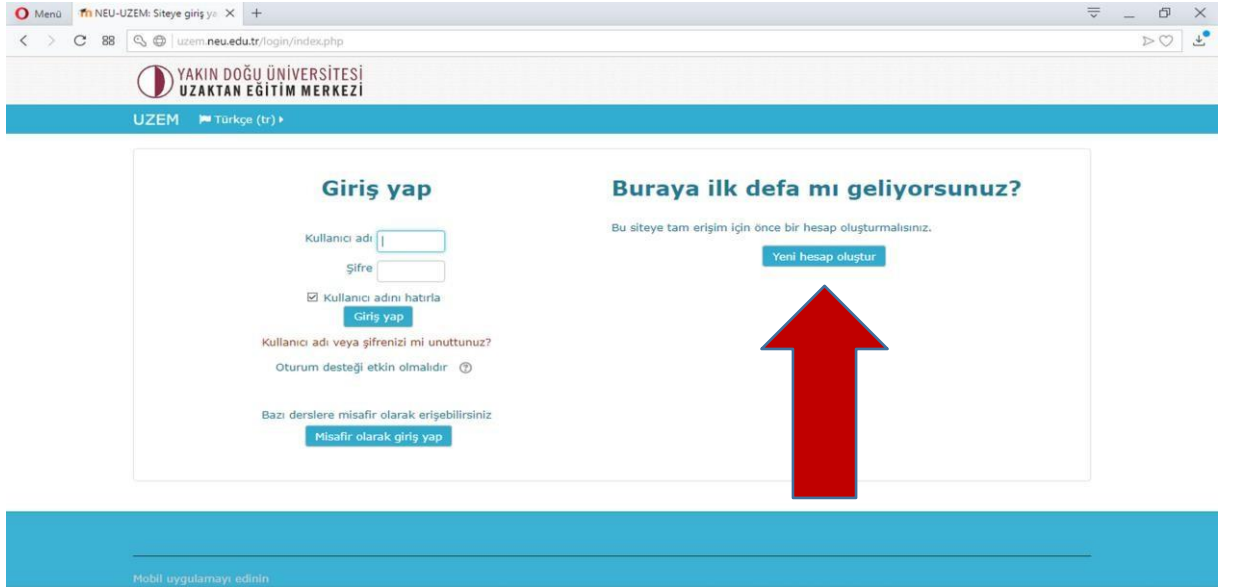 Menü
NEU-UZEM: Siteye giriş ya
88
uzem.neu.edu.tr/login/index.php
YAKIN DOĞU ÜNİVERSİTESİ
UZAKTAN EĞİTİM MERKEZİ
UZEM Türkçe (tr)
Giriş yap
Kullanıcı adı
Şifre
Kullanıcı adını hatırla
Giriş yap
Kullanıcı adı veya şifrenizi mi unuttunuz?
Oturum desteği etkin olmalıdır
Bazı derslere misafir olarak erişebilirsiniz
Misafir olarak giriş yap
Buraya ilk defa mı geliyorsunuz?
Bu siteye tam erişim için önce bir hesap oluşturmalısınız.
Yeni hesap oluştur
Mobil uygulamayı edinin